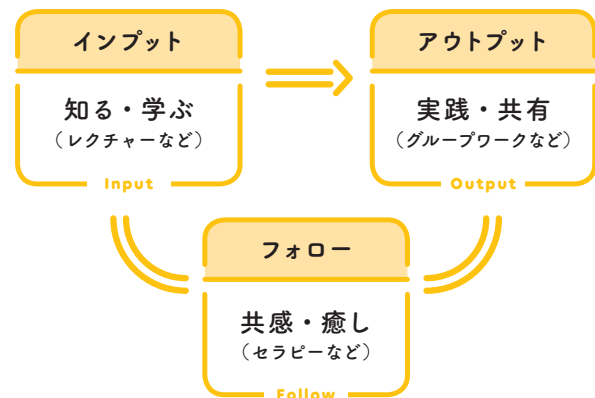 インプット
知る・学ぶ
（レクチャーなど）
Input
アウトプット
実践・共有
（グループワークなど）
Output
フォロー
共感・癒し
（セラピーなど）
Follow